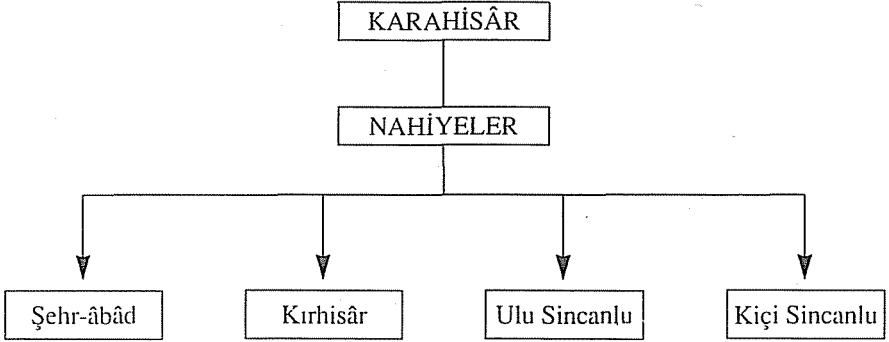 KARAHİSÂR
NAHİYELER
Şehr-âbâd
Kırhisâr
Ulu Sincanlu
Kiçi Sincanlu